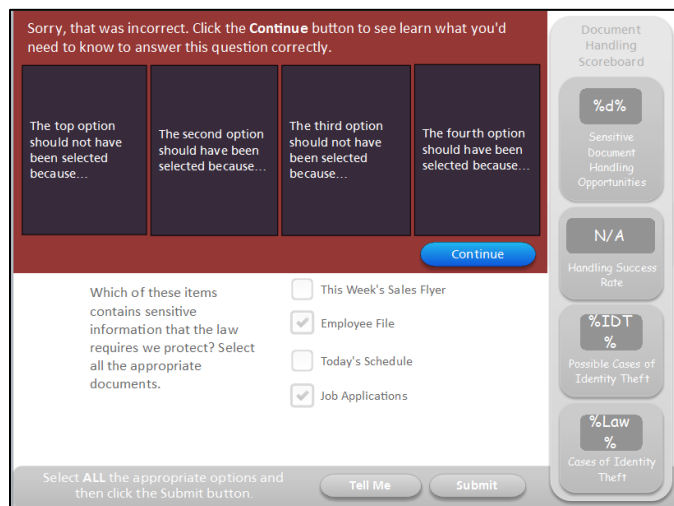 Sorry, that was incorrect. Click the Continue button to see learn what you'd
need to know to answer this question correctly.
The top option
should not have
been selected
because...
The second option
should have been
selected because...
The third option
should not have
been selected
because...
The fourth option
should have been
selected because...
Continue
Which of these items
contains sensitive
information that the law
requires we protect? Select
all the appropriate
documents.
This Week's Sales Flyer
Employee File
Today's Schedule
Job Applications
Select ALL the appropriate options and
then click the Submit button.
Tell Me
Submit
Document
Handling
Scoreboard
%d%
Sensitive
Document
Handling
Opportunities
N/A
Handling Success
Rate
%IDT
%
Possible Cases of
Identity Theft
%Law
%
Cases of Identity
Theft